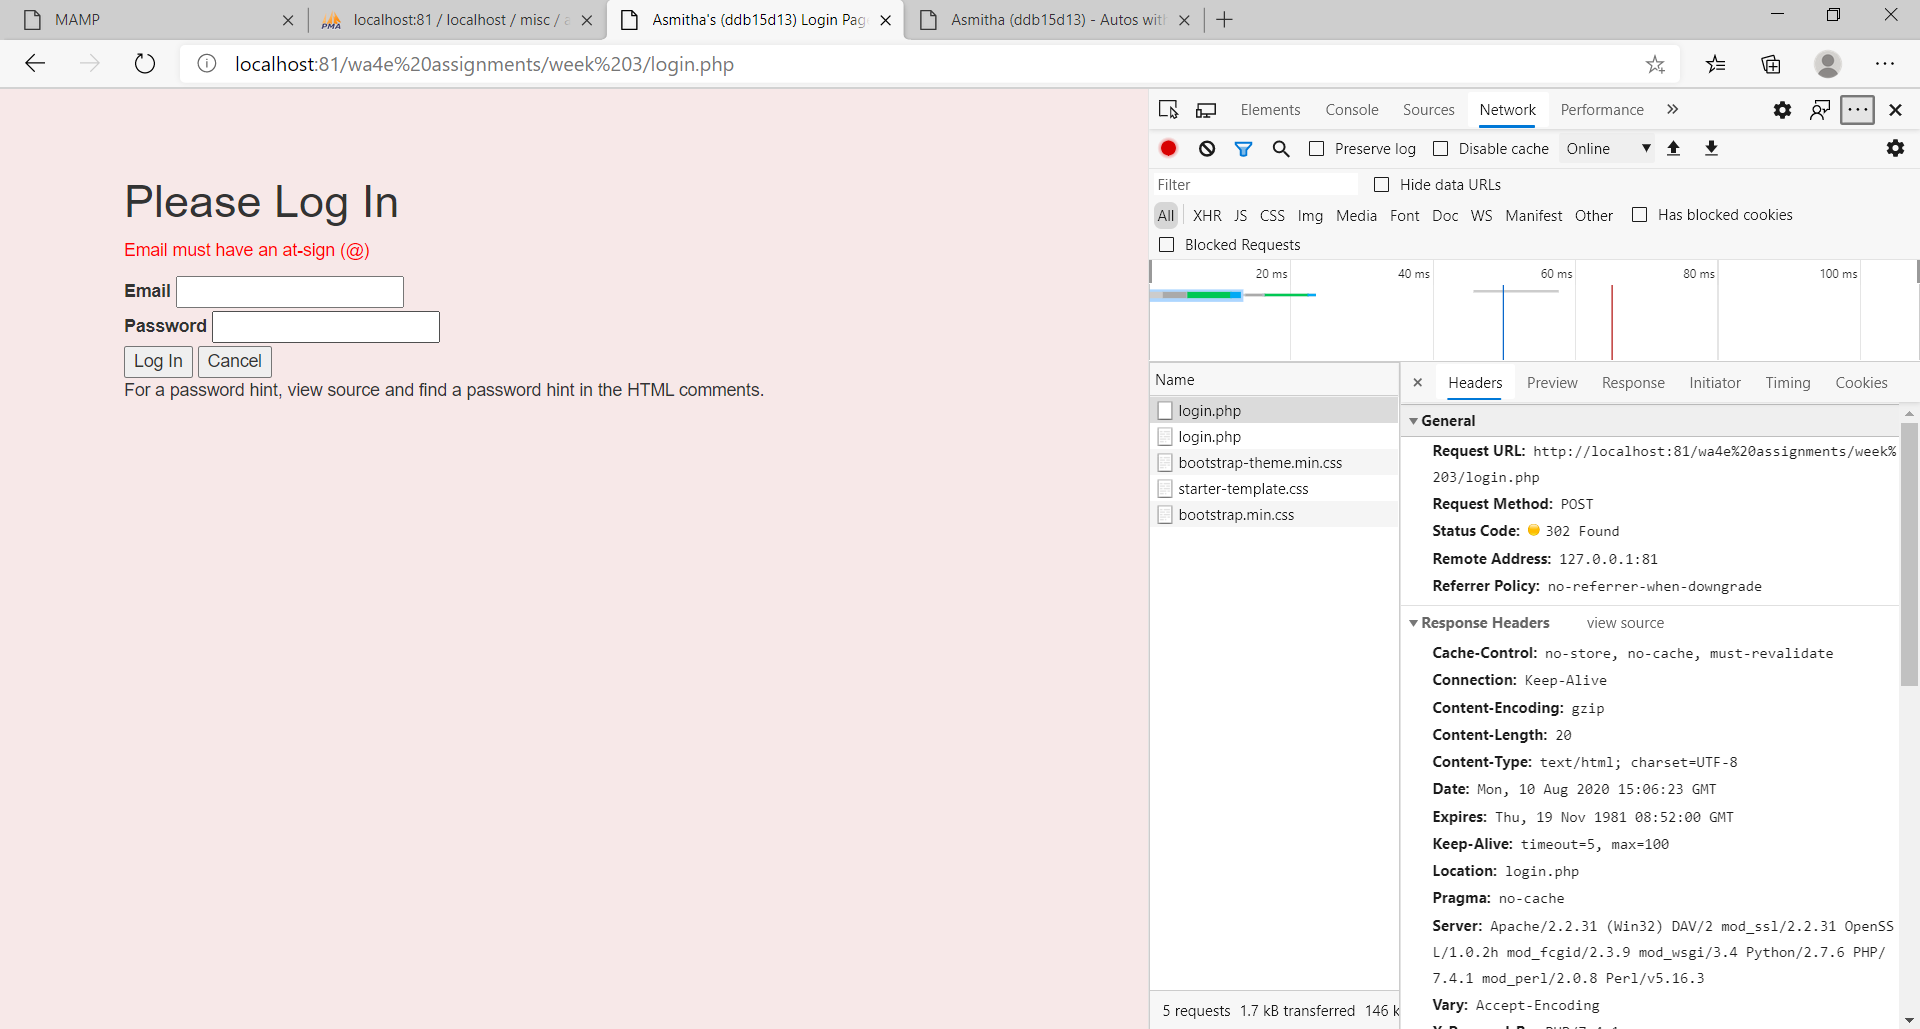 MAMP
localhost:81 / localhost / misc /
Asmitha's (ddb15d13) Login Pag
Asmitha (ddb15d13) - Autos wit
localhost:81/wa4e%20assignments/week%203/login.php
Please Log In
Email must have an at-sign (@)
Email
Password
Log In Cancel
For a password hint, view source and find a password hint in the HTML comments.
Elements Console Sources Network Performance
Preserve log Disable cache Online
Filter Hide data URLs
All XHR JS CSS Img Media Font Doc WS Manifest Other Has blocked cookies
Blocked Requests
20 ms 40 ms 60 ms 80 ms 100 ms
Name
login.php
login.php
bootstrap-theme.min.css
starter-template.css
bootstrap.min.css
5 requests 1.7 kB transferred 146 k
Headers Preview Response Initiator Timing Cookies
General
Request URL: http://localhost:81/wa4e%20assignments/week%
203/login.php
Request Method: POST
Status Code: 302 Found
Remote Address: 127.0.0.1:81
Referrer Policy: no-referrer-when-downgrade
Response Headers view source
Cache-Control: no-store, no-cache, must-revalidate
Connection: Keep-Alive
Content-Encoding: gzip
Content-Length: 20
Content-Type: text/html; charset=UTF-8
Date: Mon, 10 Aug 2020 15:06:23 GMT
Expires: Thu, 19 Nov 1981 08:52:00 GMT
Keep-Alive: timeout=5, max=100
Location: login.php
Pragma: no-cache
Server: Apache/2.2.31 (Win32) DAV/2 mod_ssl/2.2.31 OpenSS
L/1.0.2h mod_fcgid/2.3.9 mod_wsgi/3.4 Python/2.7.6 PHP/
7.4.1 mod_perl/2.0.8 Perl/v5.16.3
Vary: Accept-Encoding